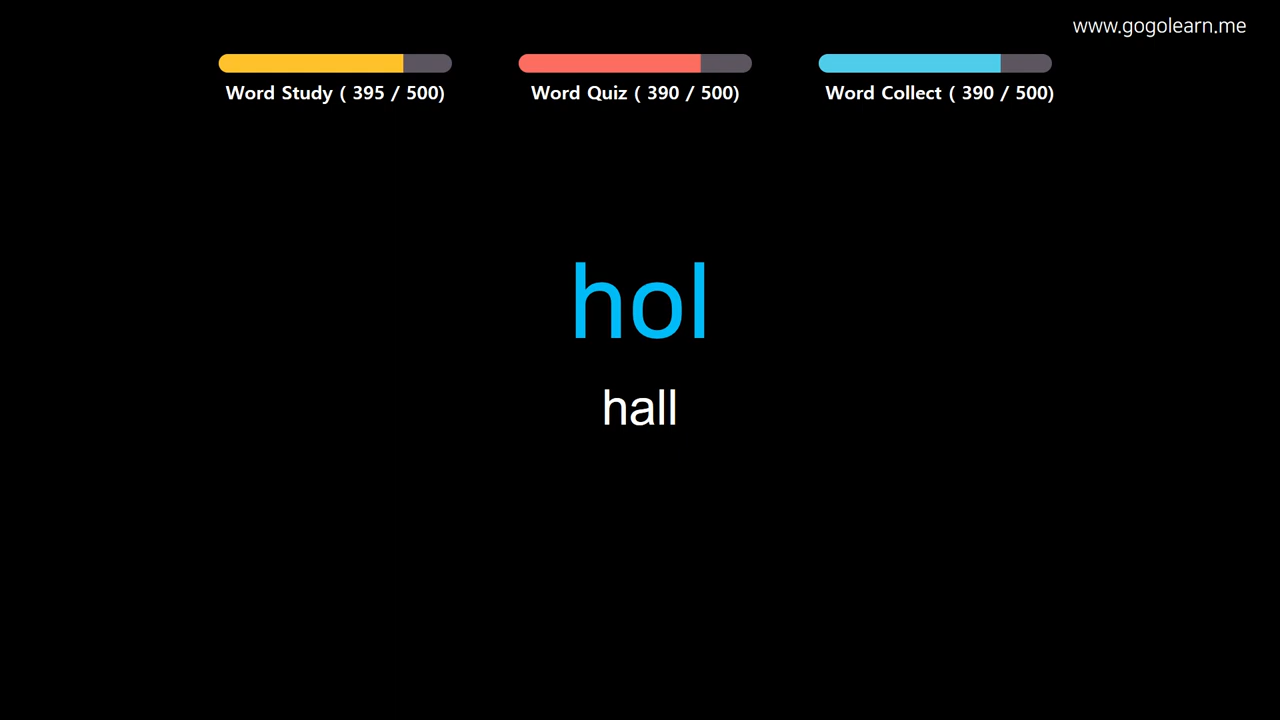 www.gogolearn.me
Word Study ( 395 / 500)
Word Quiz ( 390 / 500)
Word Collect ( 390 / 500)
hol
hall